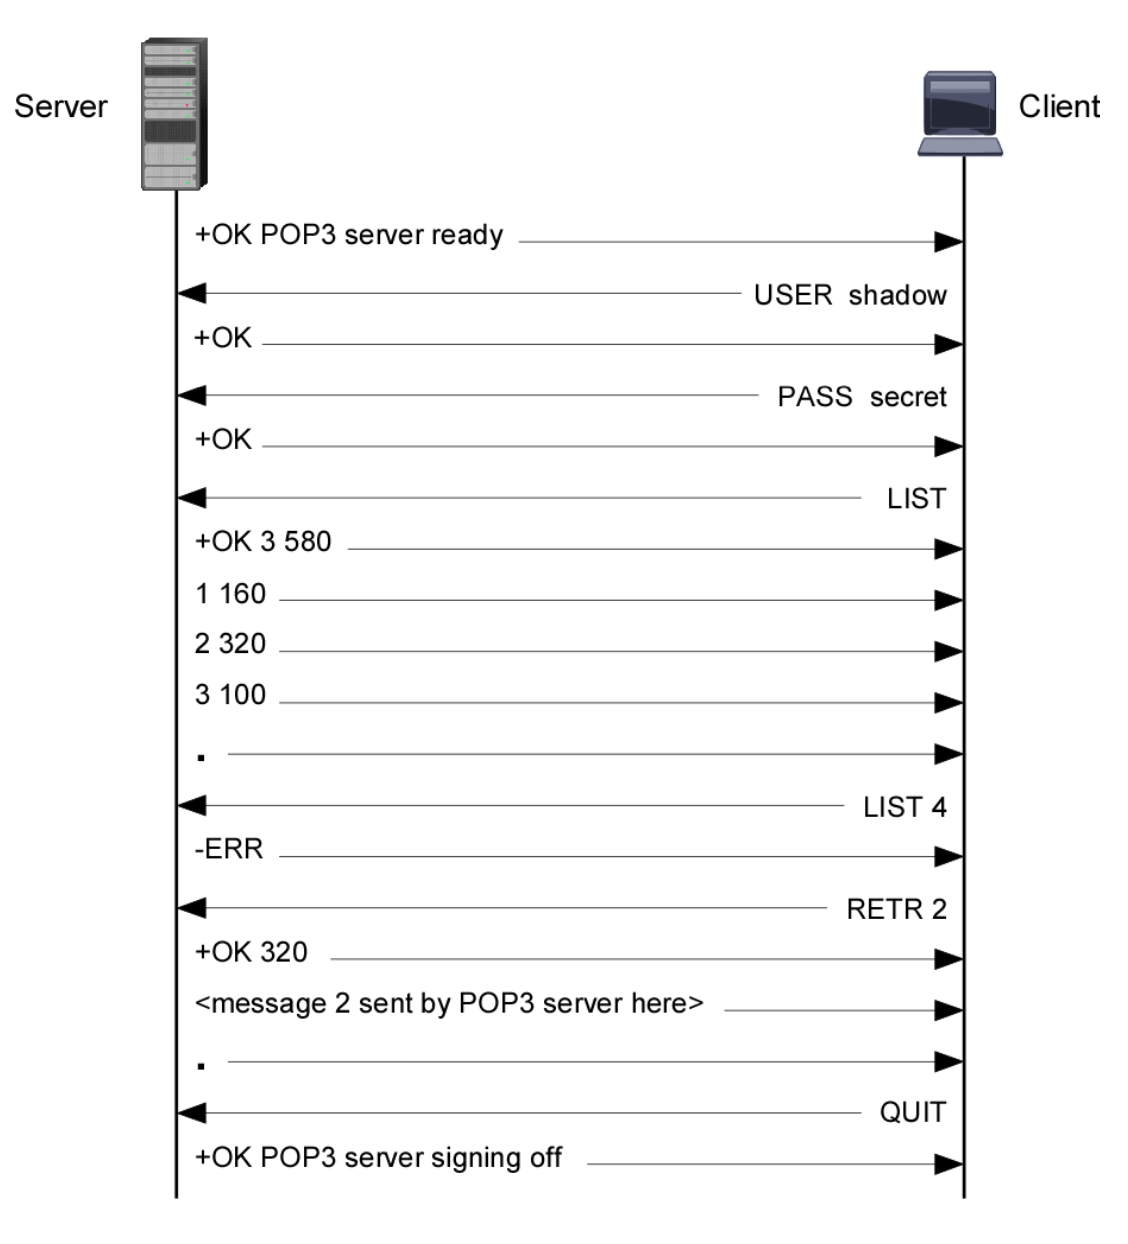 Server
Client
+OK POP3 server ready
USER shadow
+OK
PASS secret
+OK
LIST
+OK 3 580
1 160
2 320
3 100
.
LIST 4
-ERR
RETR 2
+OK 320
<message 2 sent by POP3 server here>
.
QUIT
+OK POP3 server signing off